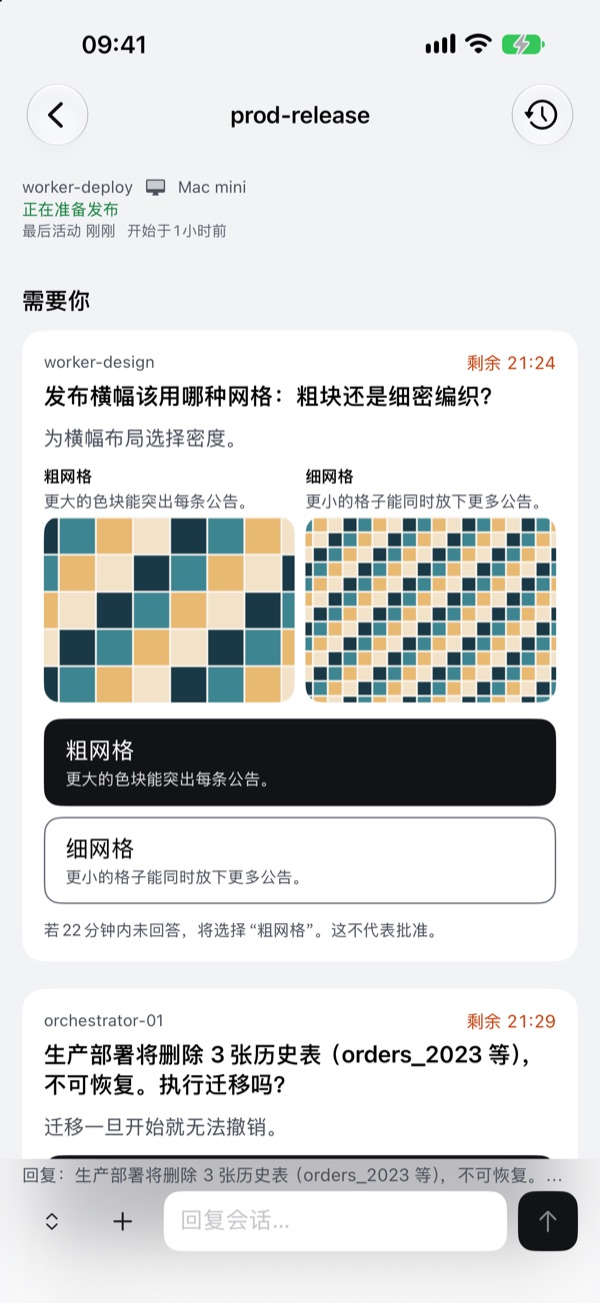 09:41
prod-release
worker-deploy Mac mini
正在准备发布
最后活动 刚刚 开始于1小时前
需要你
worker-design 剩余 21:24
发布横幅该用哪种网格：粗块还是细密编织？
为横幅布局选择密度。
粗网格
更大的色块能突出每条公告。
细网格
更小的格子能同时放下更多公告。
粗网格
更大的色块能突出每条公告。
细网格
更小的格子能同时放下更多公告。
若22分钟内未回答，将选择“粗网格”。这不代表批准。
orchestrator-01 剩余 21:29
生产部署将删除 3 张历史表（orders_2023 等），
不可恢复。执行迁移吗？
迁移一旦开始就无法撤销。
回复：生产部署将删除 3 张历史表（orders_2023 等），不可恢复。...
回复会话...